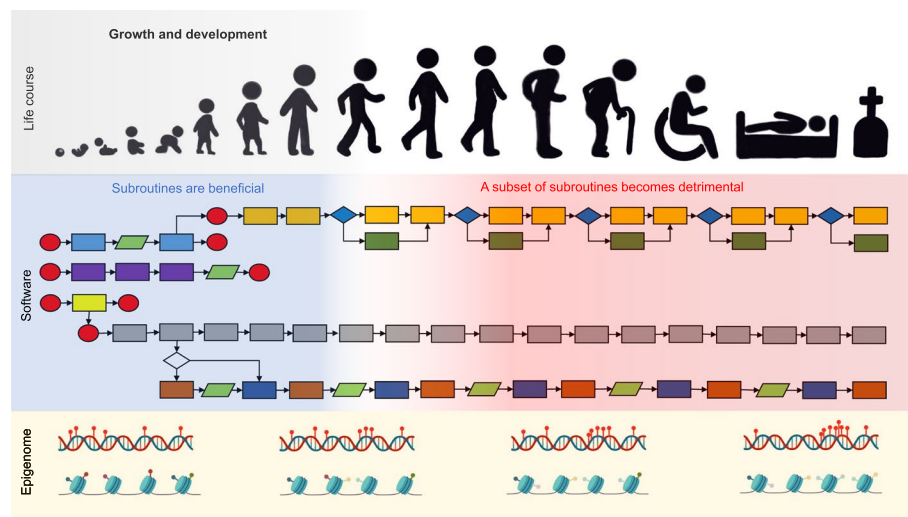 Growth and development
Life course
Subroutines are beneficial
A subset of subroutines becomes detrimental
Software
Epigenome